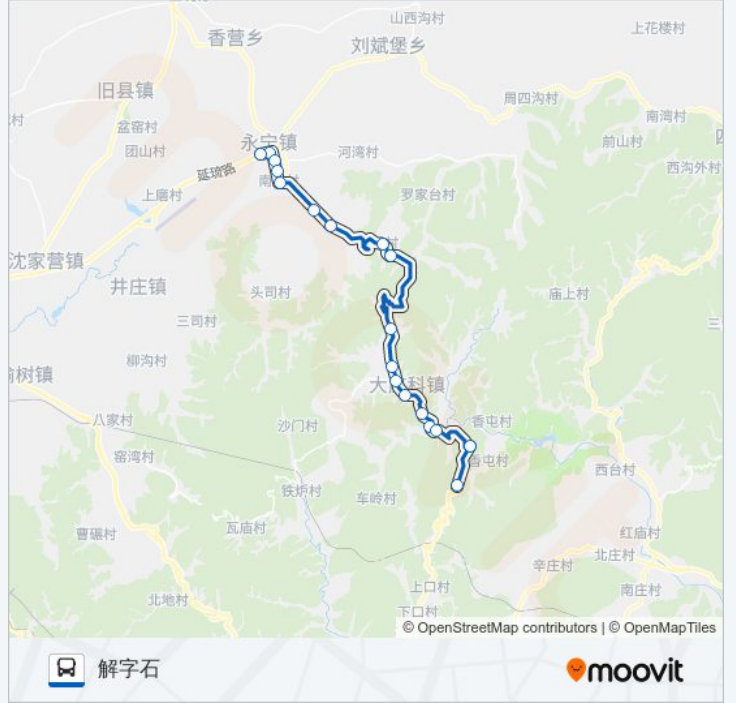 山西沟村
上花楼村
香营乡
刘斌堡乡
旧县镇
周四沟村
南湾村
盆窑村
永宁镇
前山村
团山村
河湾村
西沟外村
延琉路
上磨村
罗家台村
沈家营镇
井庄镇
头司村
庙上村
三司村
柳沟村
榆树镇
八家村
沙门村
香屯村
窑湾村
香屯村
西台村
铁炉村
车岭村
曹碾村
瓦庙村
红庙村
北庄村
辛庄村
上口村
南庄村
北地村
下口村
© OpenStreetMap contributors | © OpenMapTiles
解字石
moovit